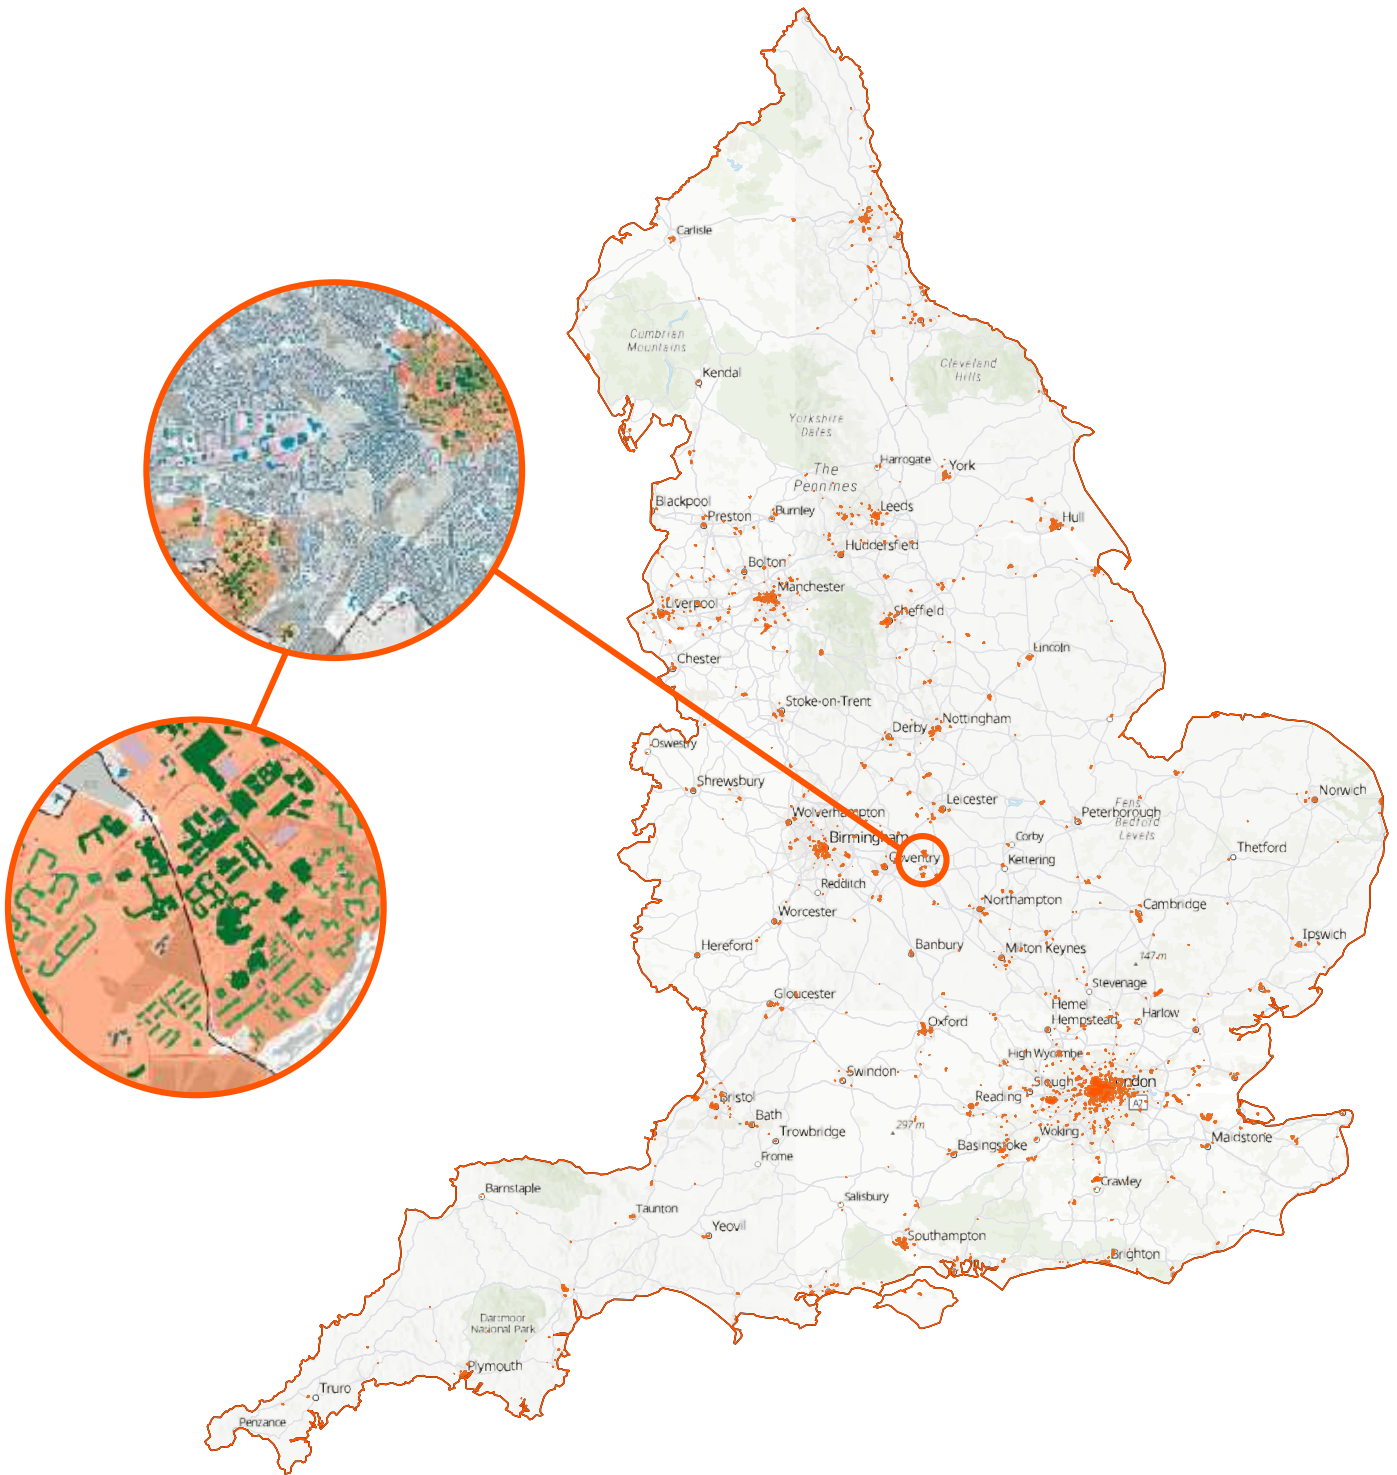 Carlisle
Cumbrian
Mountains
Cleveland
Hills
Kendal
Yorkshire
Dales
Harrogate
York
The
Pennines
Blackpool
Preston
Burnley
Leeds
Hull
Huddersfield
Bolton
Manchester
Liverpool
Sheffield
Lincoln
Chester
Stoke-on-Trent
Derby
Nottingham
Oswestry
Shrewsbury
Norwich
Leicester
Peterborough
Fens
Bedford
Levels
Wolverhampton
Birmingham
Corby
Thetford
Coventry
Kettering
Redditch
Northampton
Cambridge
Worcester
Ipswich
Hereford
Banbury
Milton Keynes
147 m
Stevenage
Gloucester
Hemel
Hempstead
Harlow
Oxford
High Wycombe
Swindon
Slough
London
Reading
A2
Bristol
Bath
Trowbridge
297 m
Woking
Maidstone
Basingstoke
Frome
Crawley
Barnstaple
Salisbury
Taunton
Yeovil
Southampton
Brighton
Dartmoor
National Park
Plymouth
Truro
Penzance